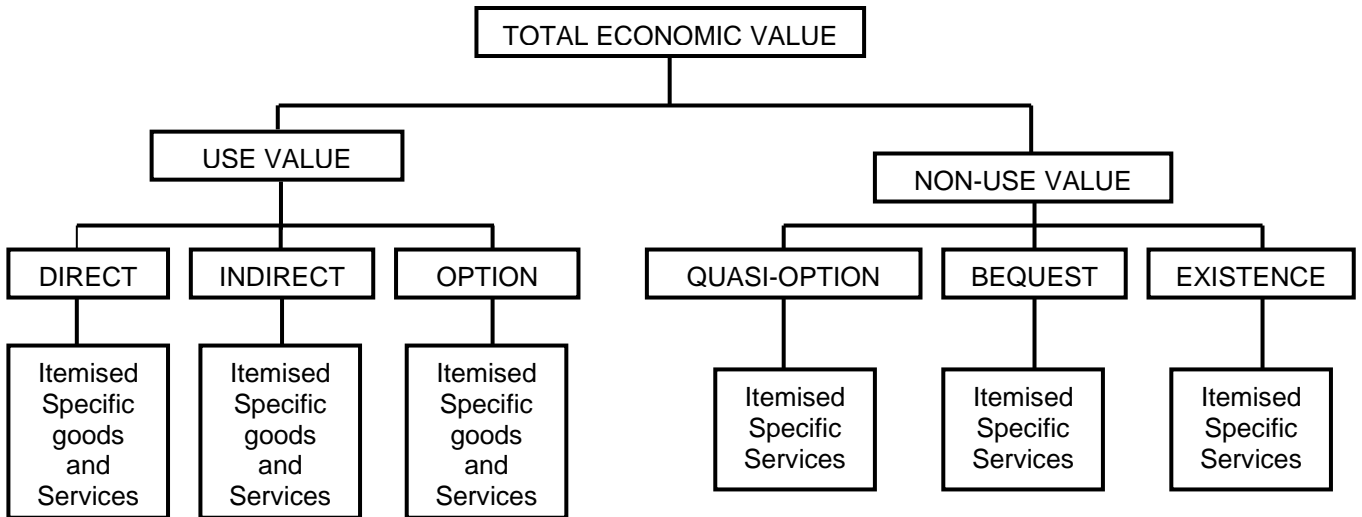 TOTAL ECONOMIC VALUE
USE VALUE
NON-USE VALUE
DIRECT
INDIRECT
OPTION
QUASI-OPTION
BEQUEST
EXISTENCE
Itemised
Specific
goods
and
Services
Itemised
Specific
goods
and
Services
Itemised
Specific
goods
and
Services
Itemised
Specific
Services
Itemised
Specific
Services
Itemised
Specific
Services